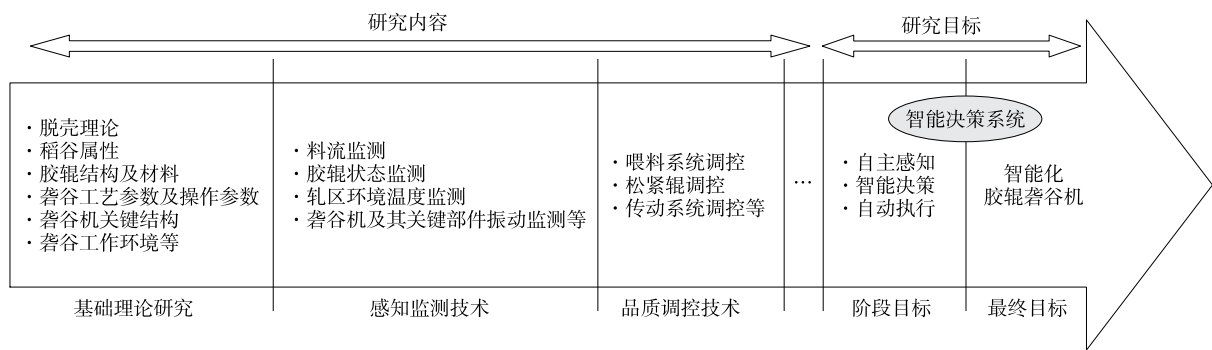 研究内容
研究目标
· 脱壳理论
· 稻谷属性
· 胶辊结构及材料
· 砻谷工艺参数及操作参数
· 砻谷机关键结构
· 砻谷工作环境等
· 料流监测
· 胶辊状态监测
· 轧区环境温度监测
· 砻谷机及其关键部件振动监测等
· 喂料系统调控
· 松紧辊调控
· 传动系统调控等
…
智能决策系统
· 自主感知
· 智能决策
· 自动执行
智能化
胶辊砻谷机
基础理论研究
感知监测技术
品质调控技术
阶段目标
最终目标